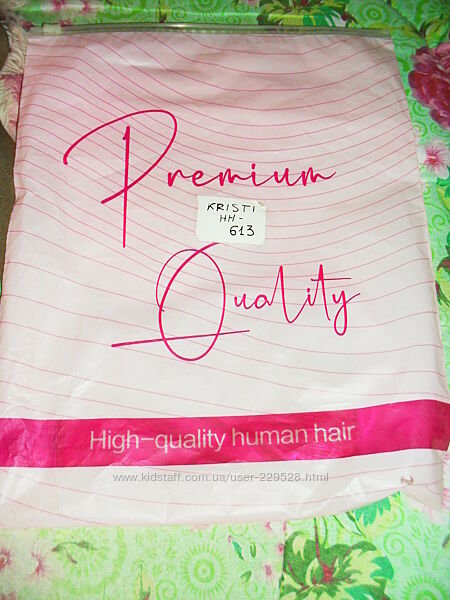 Premium
KRISTI
HH-
613
Quality
High-quality human hair
www.kidstaff.com.ua/user-229528.html